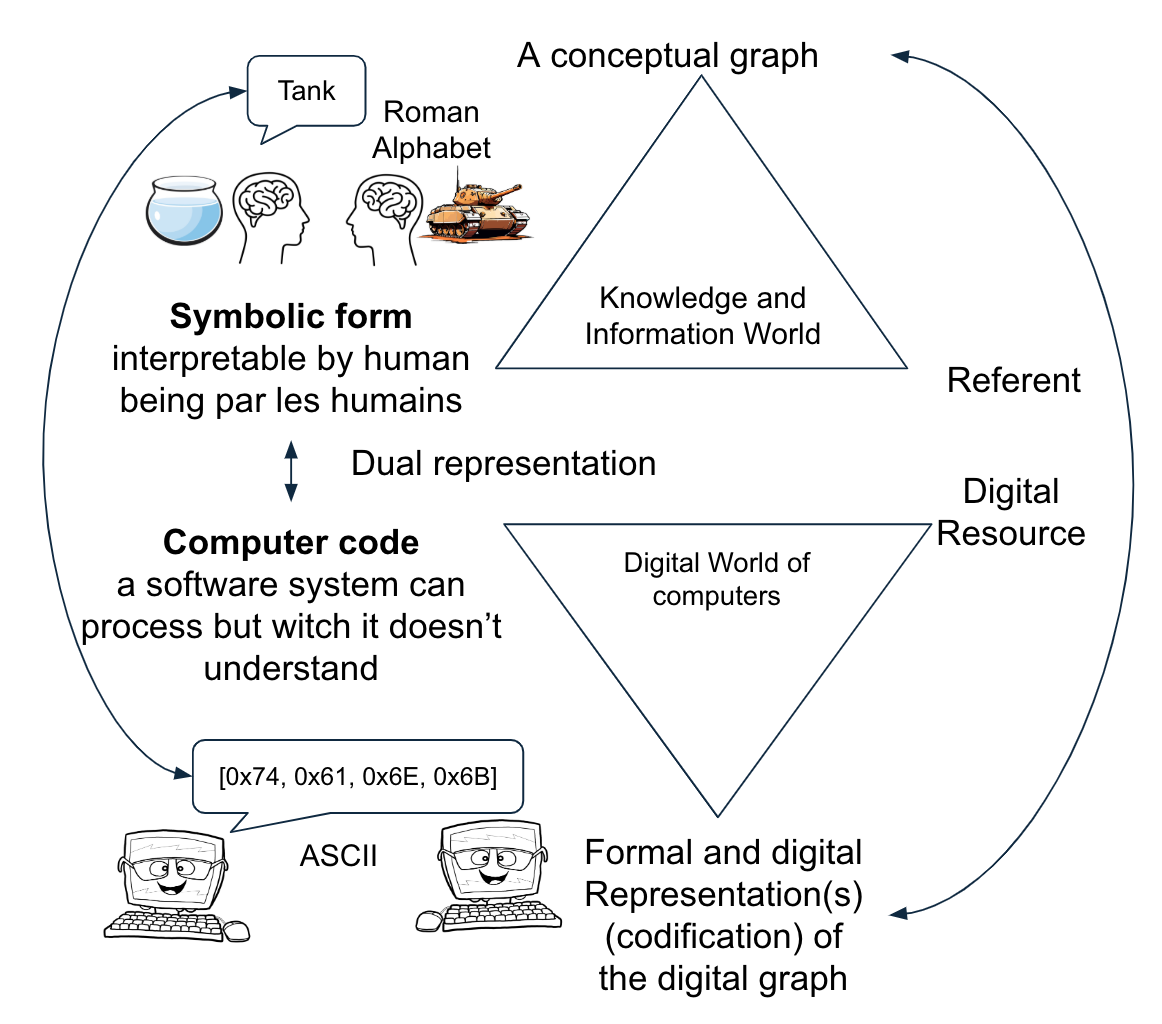 A conceptual graph
Tank
Roman
Alphabet
Knowledge and
Information World
Symbolic form
interpretable by human
being par les humains
Referent
Dual representation
Digital
Resource
Computer code
a software system can
process but witch it doesn’t
understand
Digital World of
computers
[0x74, 0x61, 0x6E, 0x6B]
ASCII
Formal and digital
Representation(s)
(codification) of
the digital graph